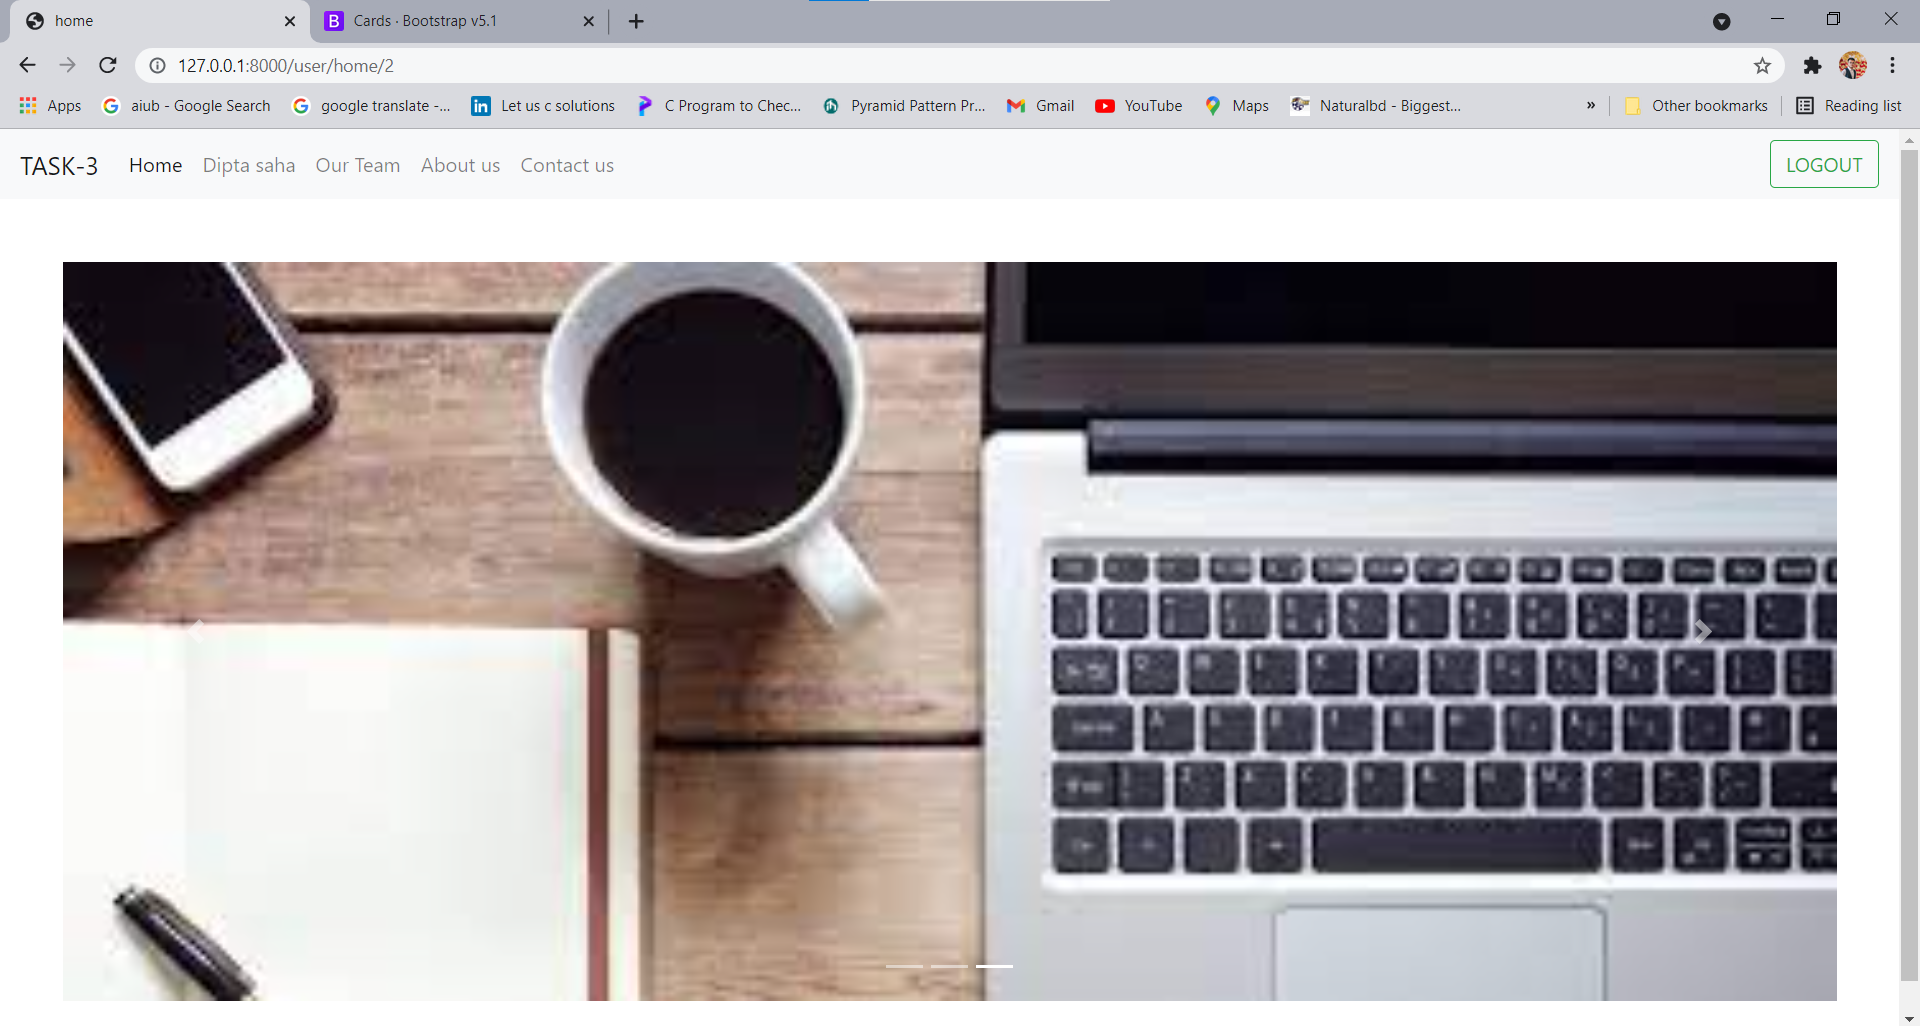 home
Cards · Bootstrap v5.1
127.0.0.1:8000/user/home/2
Apps
aiub - Google Search
google translate -...
Let us c solutions
C Program to Chec...
Pyramid Pattern Pr...
Gmail
YouTube
Maps
Naturalbd - Biggest...
»
Other bookmarks
Reading list
TASK-3 Home Dipta saha Our Team About us Contact us LOGOUT